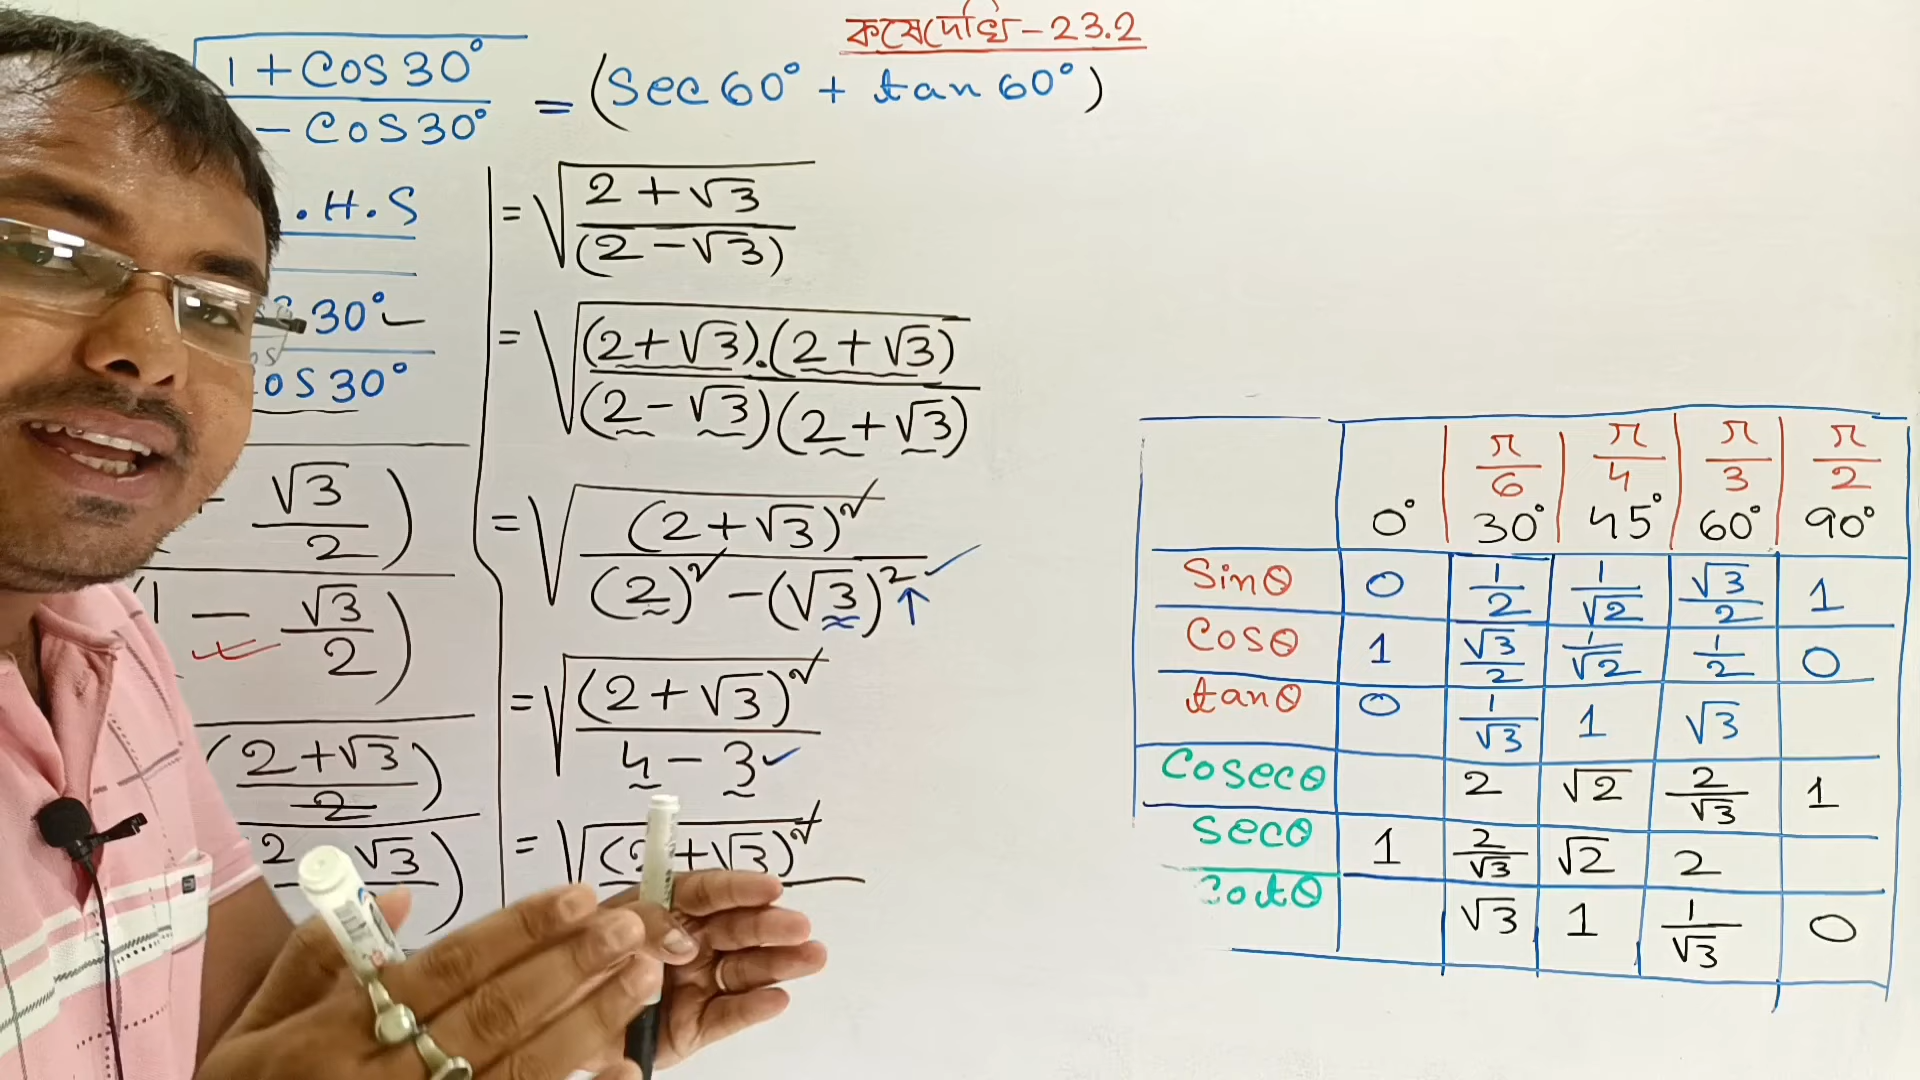 কষেদেখি - 23.2
1 + Cos 30°
- Cos 30° = (Sec 60° + tan 60°)
.H.S
30°
os 30°
√3
2
1 - √3
2
(2 + √3)
2
2 √3
= √ 2 + √3
(2 - √3)
= √ (2 + √3).(2 + √3)
(2 - √3)(2 + √3)
= √ (2 + √3)²
(2)² - (√3)²
= √ (2 + √3)²
4 - 3
= √ (2 + √3)²
π/6 π/4 π/3 π/2
0° 30° 45° 60° 90°
Sinθ 0 1/2 1/√2 √3/2 1
Cosθ 1 √3/2 1/√2 1/2 0
tanθ 0 1/√3 1 √3
Cosecθ 2 √2 2/√3 1
secθ 1 2/√3 √2 2
cotθ √3 1 1/√3 0